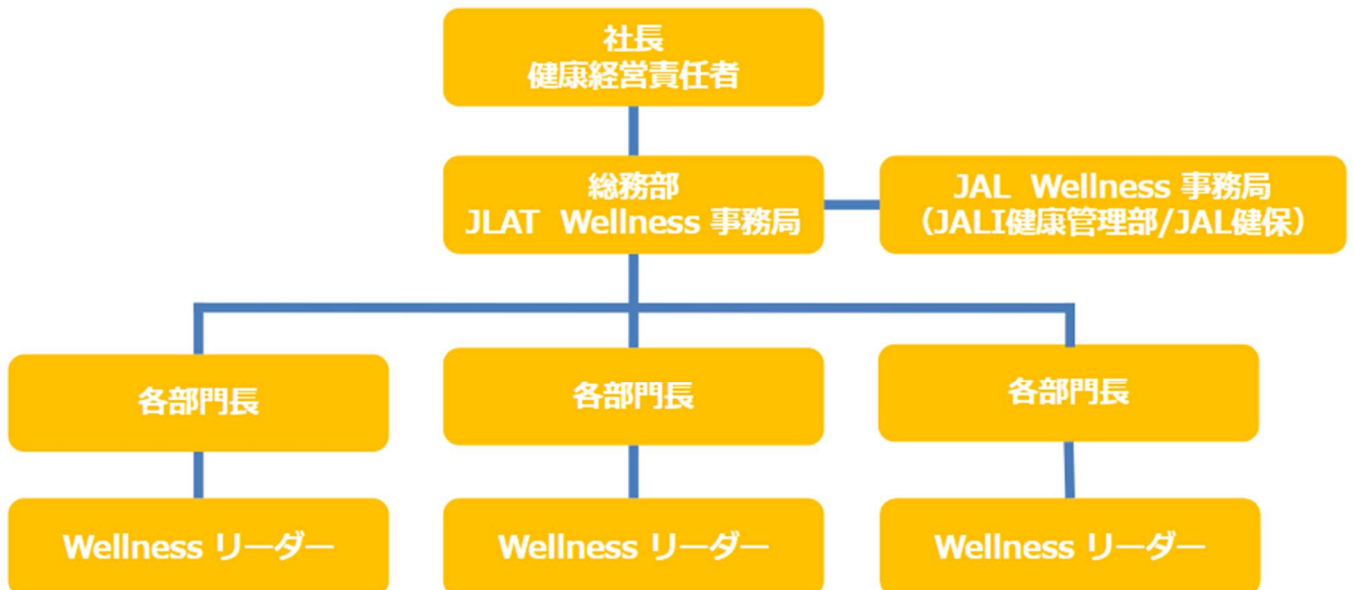 社長
健康経営責任者
総務部
JLAT Wellness 事務局
JAL Wellness 事務局
（JALI健康管理部/JAL健保）
各部門長
各部門長
各部門長
Wellness リーダー
Wellness リーダー
Wellness リーダー